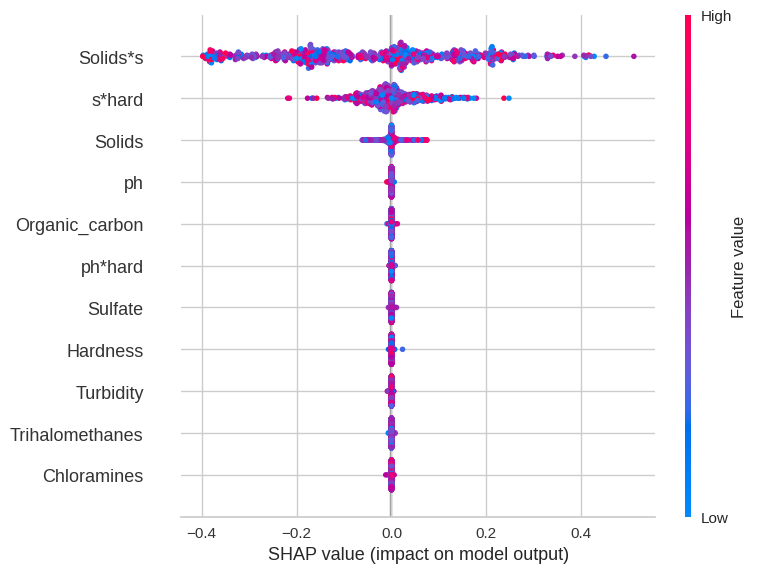 High
Solids*s
s*hard
Solids
ph
Organic_carbon
ph*hard
Sulfate
Hardness
Turbidity
Trihalomethanes
Chloramines
Feature value
Low
−0.4 −0.2 0.0 0.2 0.4
SHAP value (impact on model output)